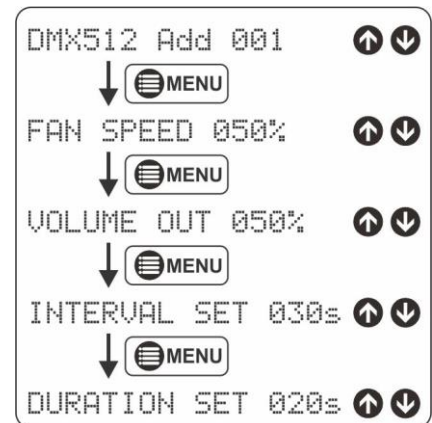 DMX512 Add 001
MENU
FAN SPEED 050%
MENU
VOLUME OUT 050%
MENU
INTERVAL SET 030s
MENU
DURATION SET 020s